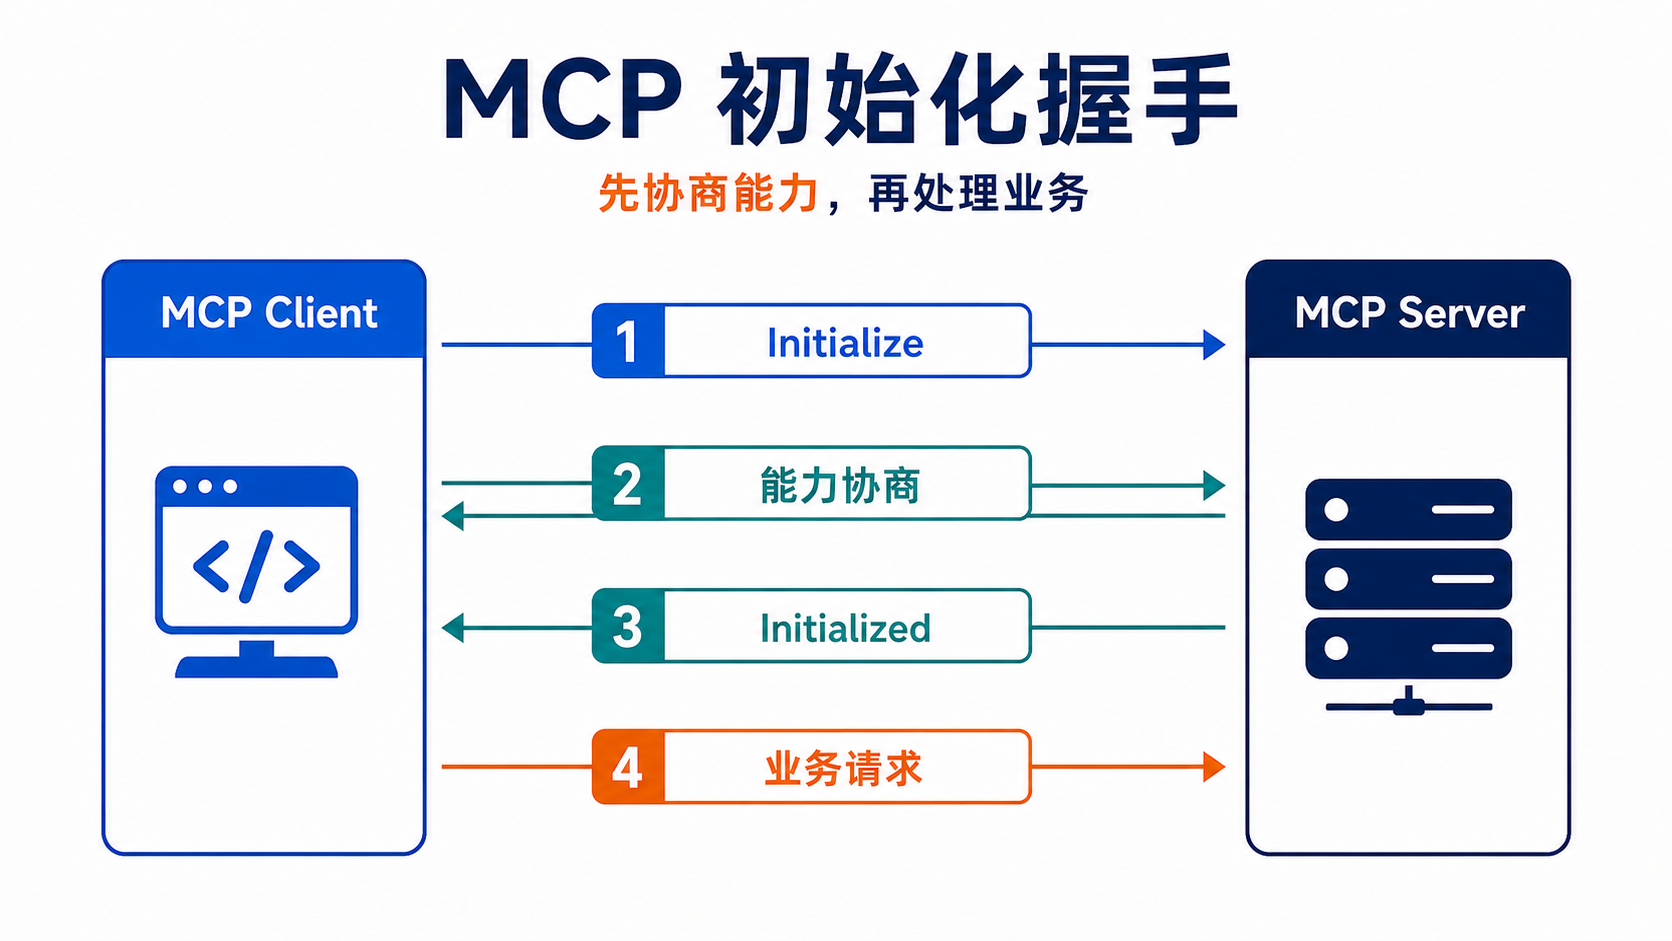 MCP 初始化握手
先协商能力，再处理业务
MCP Client
MCP Server
1 Initialize
2 能力协商
3 Initialized
4 业务请求
</>